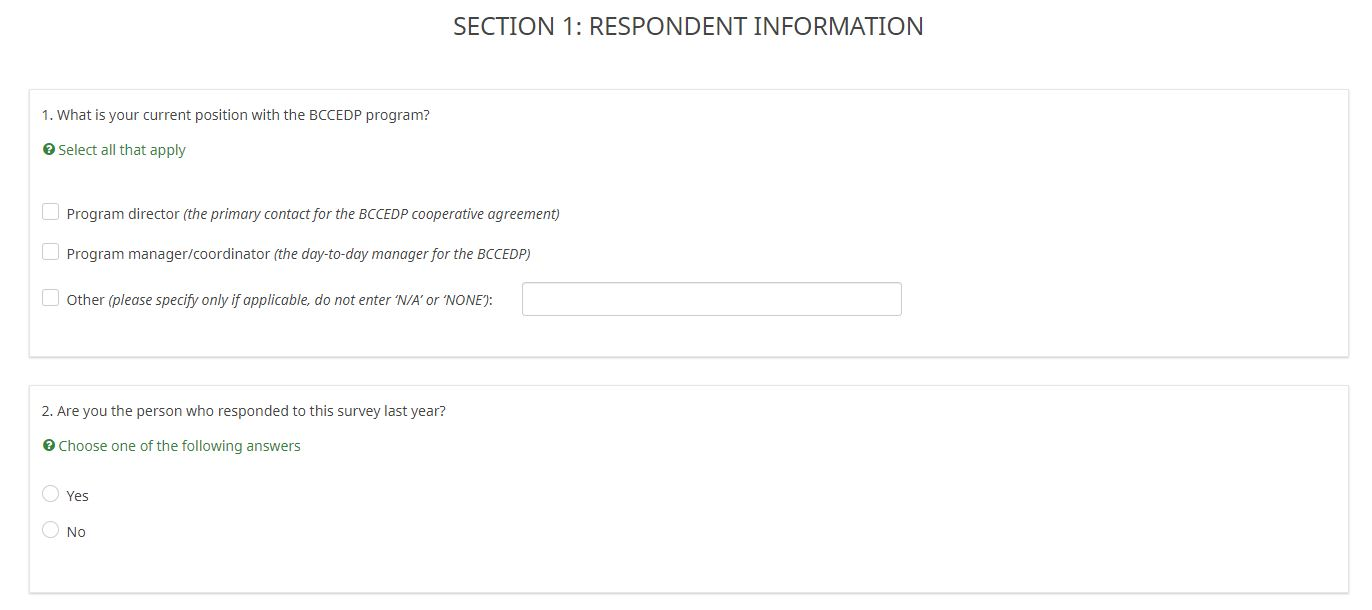 SECTION 1: RESPONDENT INFORMATION
1. What is your current position with the BCCEDP program?
Select all that apply
Program director (the primary contact for the BCCEDP cooperative agreement)
Program manager/coordinator (the day-to-day manager for the BCCEDP)
Other (please specify only if applicable, do not enter ‘N/A’ or ‘NONE’):
2. Are you the person who responded to this survey last year?
Choose one of the following answers
Yes
No